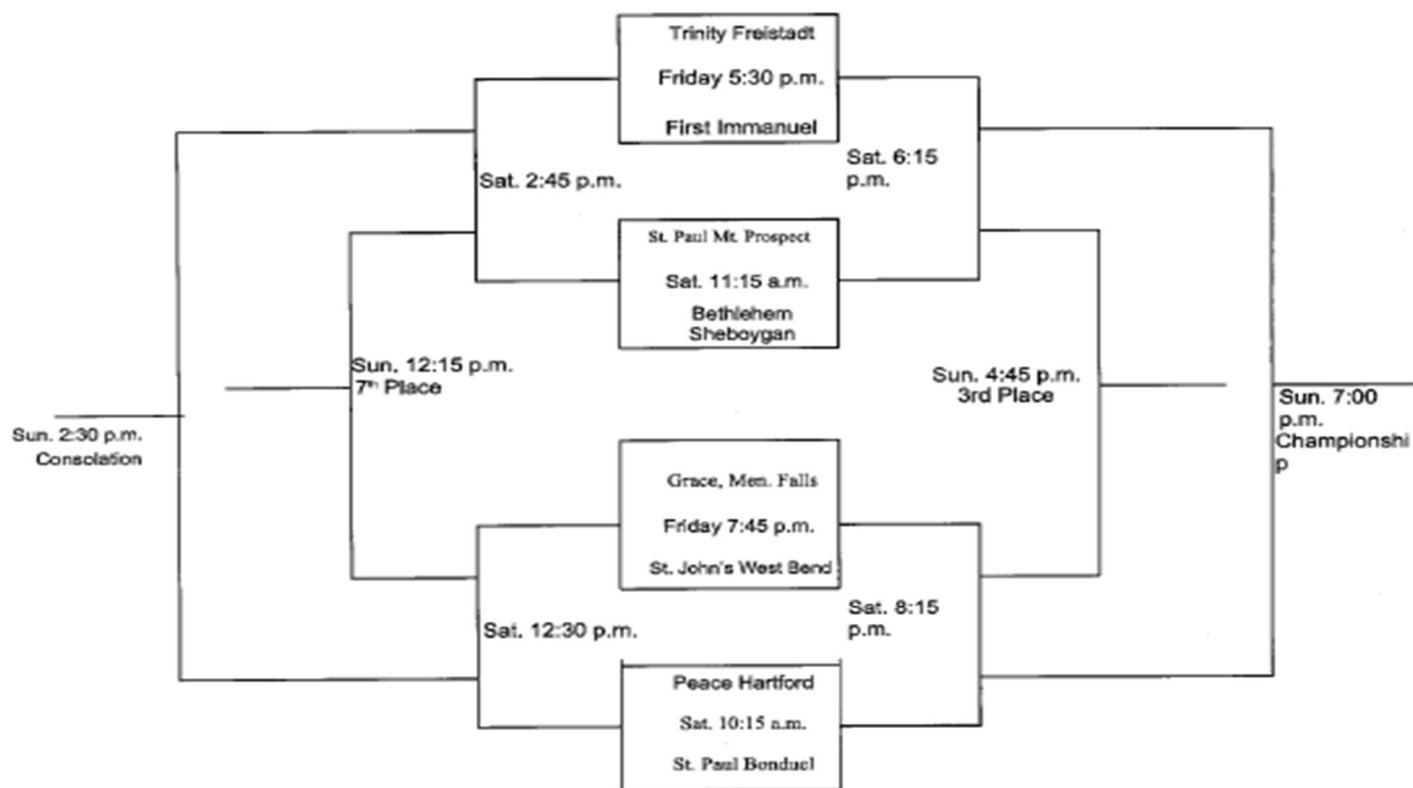 Trinity Freistadt
Friday 5:30 p.m.
First Immanuel
Sat. 2:45 p.m.
Sat. 6:15
p.m.
St. Paul Mt. Prospect
Sat. 11:15 a.m.
Bethlehem
Sheboygan
Sun. 12:15 p.m.
7th Place
Sun. 4:45 p.m.
3rd Place
Sun. 7:00
p.m.
Championshi
p
Sun. 2:30 p.m.
Consolation
Grace, Men. Falls
Friday 7:45 p.m.
St. John's West Bend
Sat. 12:30 p.m.
Sat. 8:15
p.m.
Peace Hartford
Sat. 10:15 a.m.
St. Paul Bonduel